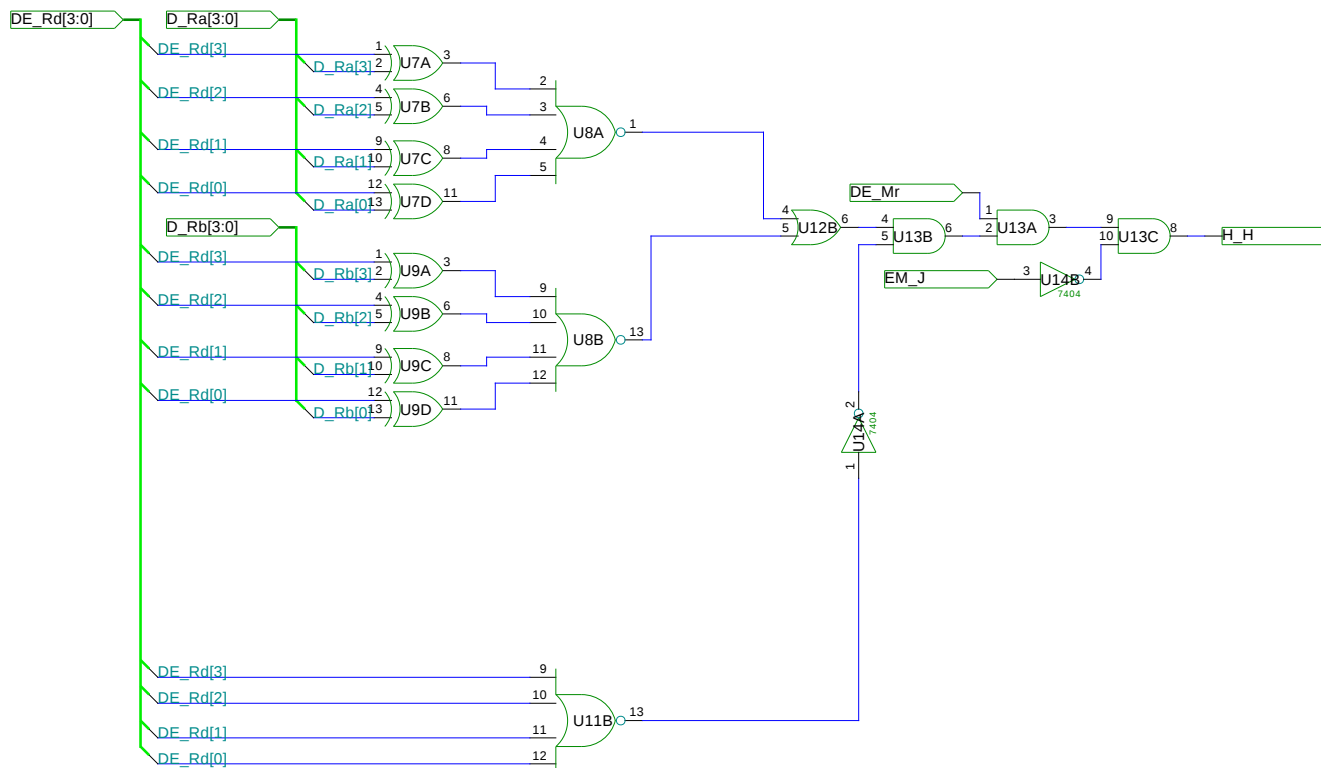 DE_Rd[3:0]
D_Ra[3:0]
DE_Rd[3]
1
2
D_Ra[3]
U7A
3
DE_Rd[2]
4
5
D_Ra[2]
U7B
6
DE_Rd[1]
9
10
D_Ra[1]
U7C
8
DE_Rd[0]
12
13
D_Ra[0]
U7D
11
2
3
4
5
U8A
1
D_Rb[3:0]
DE_Rd[3]
1
2
D_Rb[3]
U9A
3
DE_Rd[2]
4
5
D_Rb[2]
U9B
6
DE_Rd[1]
9
10
D_Rb[1]
U9C
8
DE_Rd[0]
12
13
D_Rb[0]
U9D
11
9
10
11
12
U8B
13
4
5
U12B
6
DE_Mr
4
5
U13B
6
1
2
U13A
3
EM_J
3
U14B
4
7404
9
10
U13C
8
H_H
2
U14A
7404
1
DE_Rd[3]
9
DE_Rd[2]
10
DE_Rd[1]
11
DE_Rd[0]
12
U11B
13